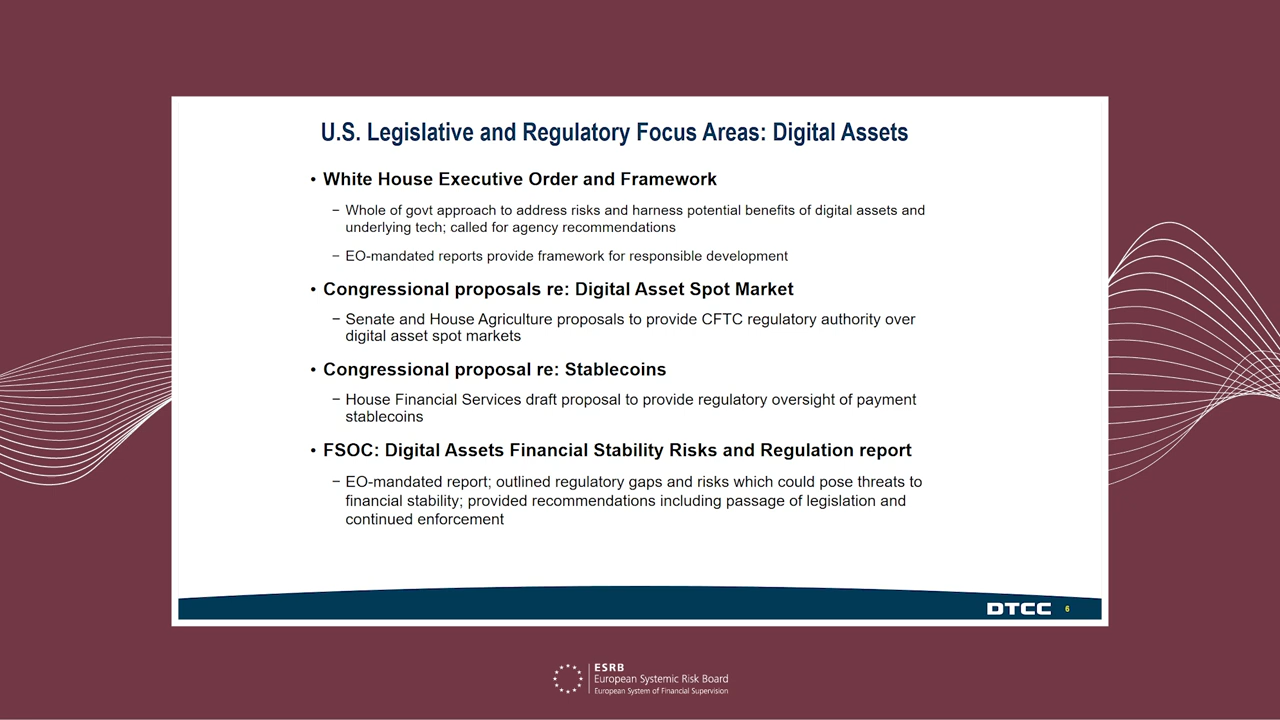 U.S. Legislative and Regulatory Focus Areas: Digital Assets
• White House Executive Order and Framework
− Whole of govt approach to address risks and harness potential benefits of digital assets and
underlying tech; called for agency recommendations
− EO-mandated reports provide framework for responsible development
• Congressional proposals re: Digital Asset Spot Market
− Senate and House Agriculture proposals to provide CFTC regulatory authority over
digital asset spot markets
• Congressional proposal re: Stablecoins
− House Financial Services draft proposal to provide regulatory oversight of payment
stablecoins
• FSOC: Digital Assets Financial Stability Risks and Regulation report
− EO-mandated report; outlined regulatory gaps and risks which could pose threats to
financial stability; provided recommendations including passage of legislation and
continued enforcement
DTCC 6
ESRB
European Systemic Risk Board
European System of Financial Supervision